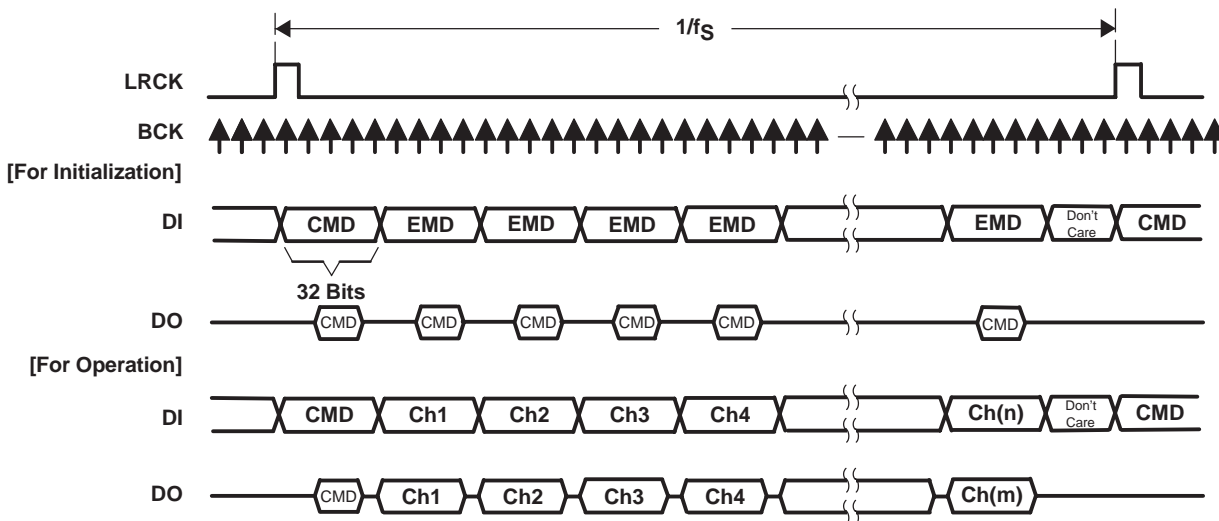 1/fS
LRCK
BCK
[For Initialization]
DI CMD EMD EMD EMD EMD EMD Don't Care CMD
32 Bits
DO CMD CMD CMD CMD CMD CMD
[For Operation]
DI CMD Ch1 Ch2 Ch3 Ch4 Ch(n) Don't Care CMD
DO CMD Ch1 Ch2 Ch3 Ch4 Ch(m)